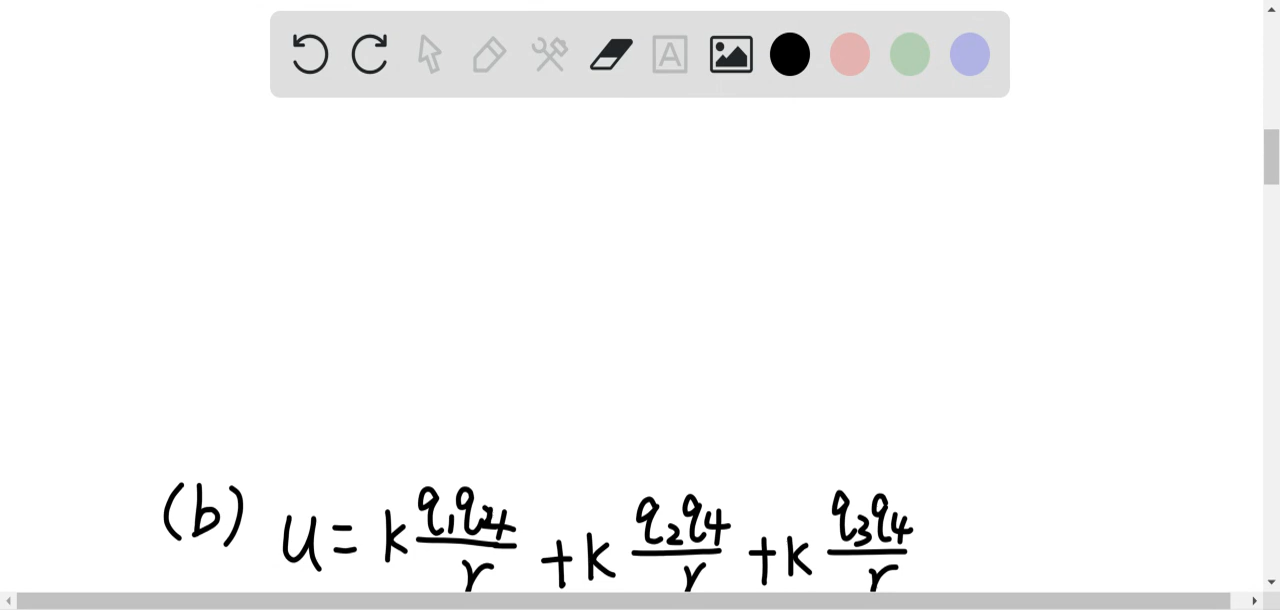 A
(b) U = k q₁q₄/r + k q₂q₄/r + k q₃q₄/r